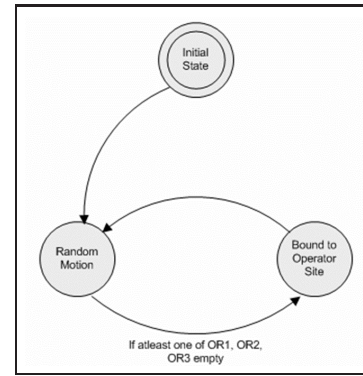 Initial
State
Random
Motion
Bound to
Operator
Site
If atleast one of OR1, OR2,
OR3 empty